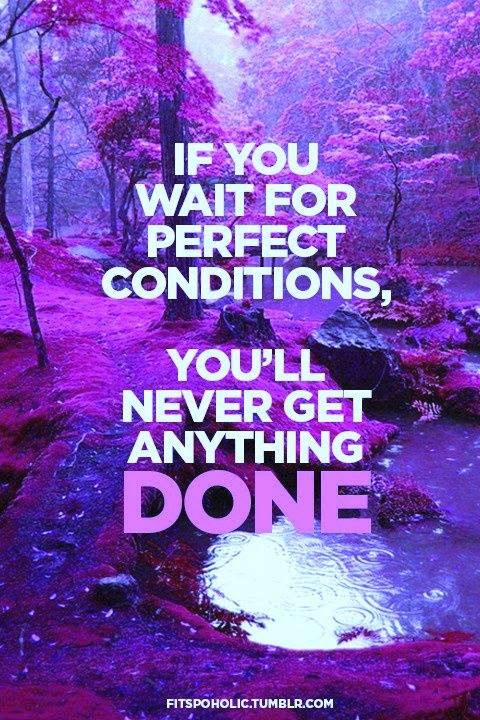 IF YOU
WAIT FOR
PERFECT
CONDITIONS,
YOU'LL
NEVER GET
ANYTHING
DONE
FITSPOHOLIC.TUMBLR.COM